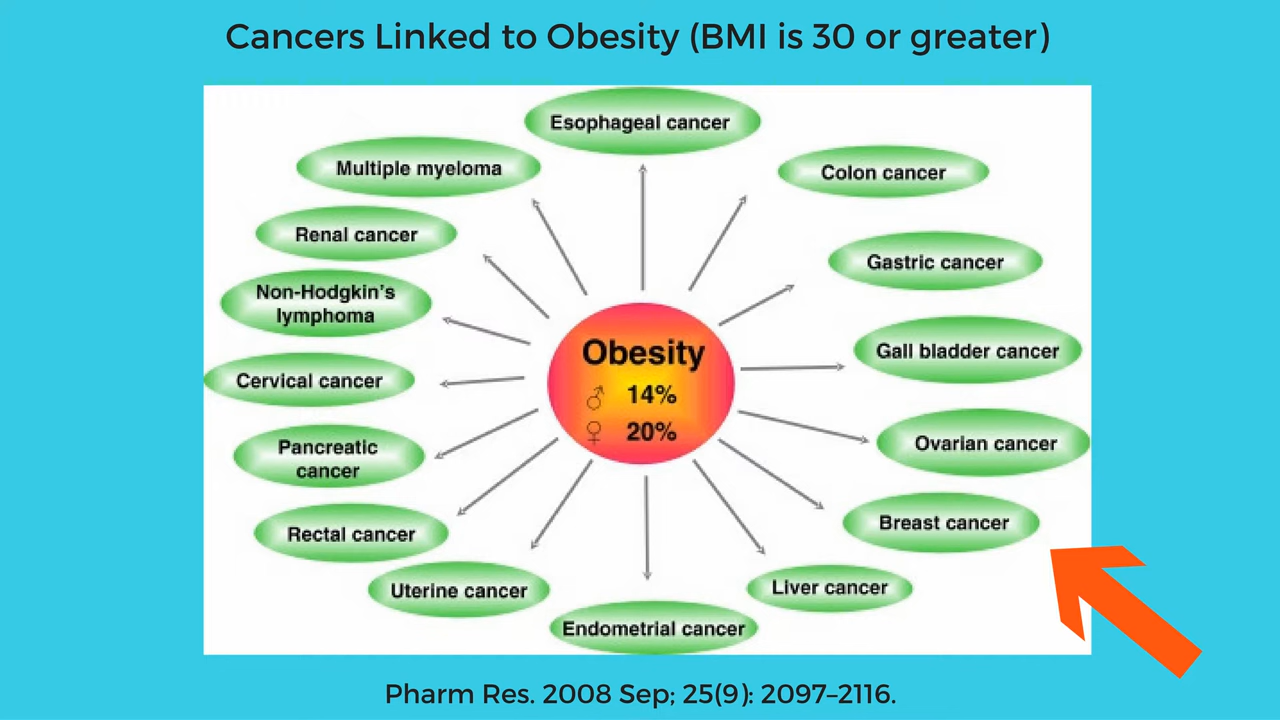 Cancers Linked to Obesity (BMI is 30 or greater)
Esophageal cancer
Multiple myeloma
Colon cancer
Renal cancer
Gastric cancer
Non-Hodgkin's
lymphoma
Gall bladder cancer
Obesity
♂ 14%
♀ 20%
Cervical cancer
Ovarian cancer
Pancreatic
cancer
Breast cancer
Rectal cancer
Liver cancer
Uterine cancer
Endometrial cancer
Pharm Res. 2008 Sep; 25(9): 2097–2116.